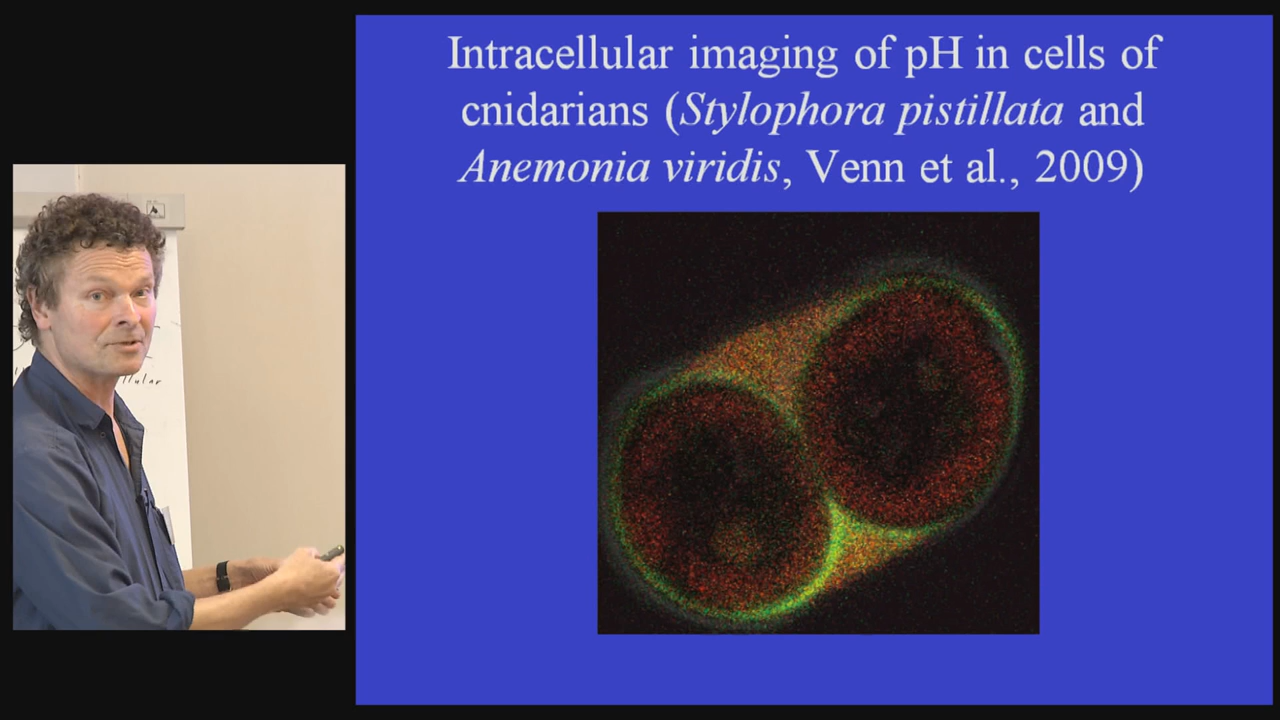 Intracellular imaging of pH in cells of
cnidarians (Stylophora pistillata and
Anemonia viridis, Venn et al., 2009)